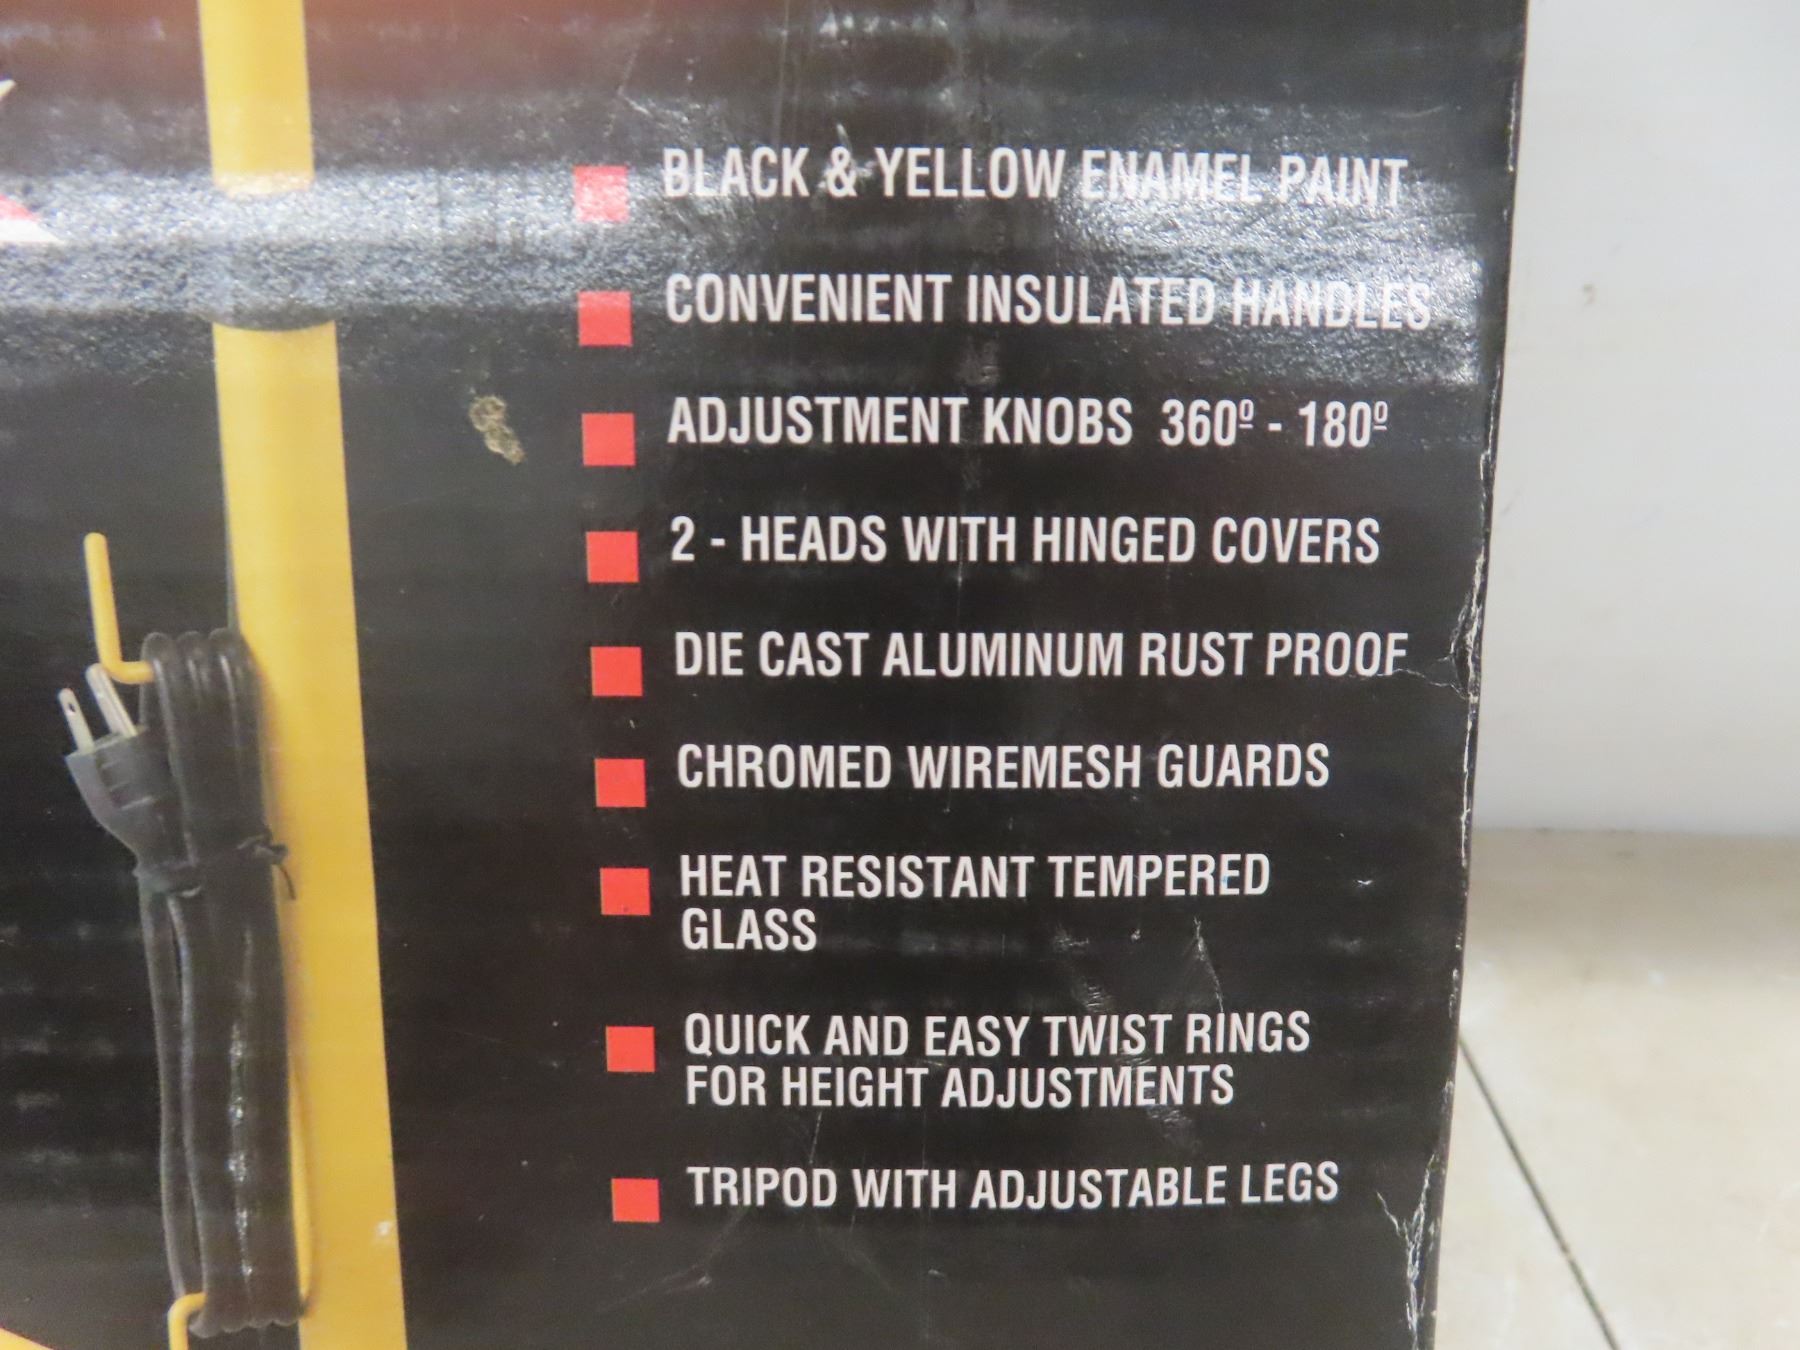 BLACK & YELLOW ENAMEL PAINT
CONVENIENT INSULATED HANDLES
ADJUSTMENT KNOBS 360º - 180º
2 - HEADS WITH HINGED COVERS
DIE CAST ALUMINUM RUST PROOF
CHROMED WIREMESH GUARDS
HEAT RESISTANT TEMPERED
GLASS
QUICK AND EASY TWIST RINGS
FOR HEIGHT ADJUSTMENTS
TRIPOD WITH ADJUSTABLE LEGS